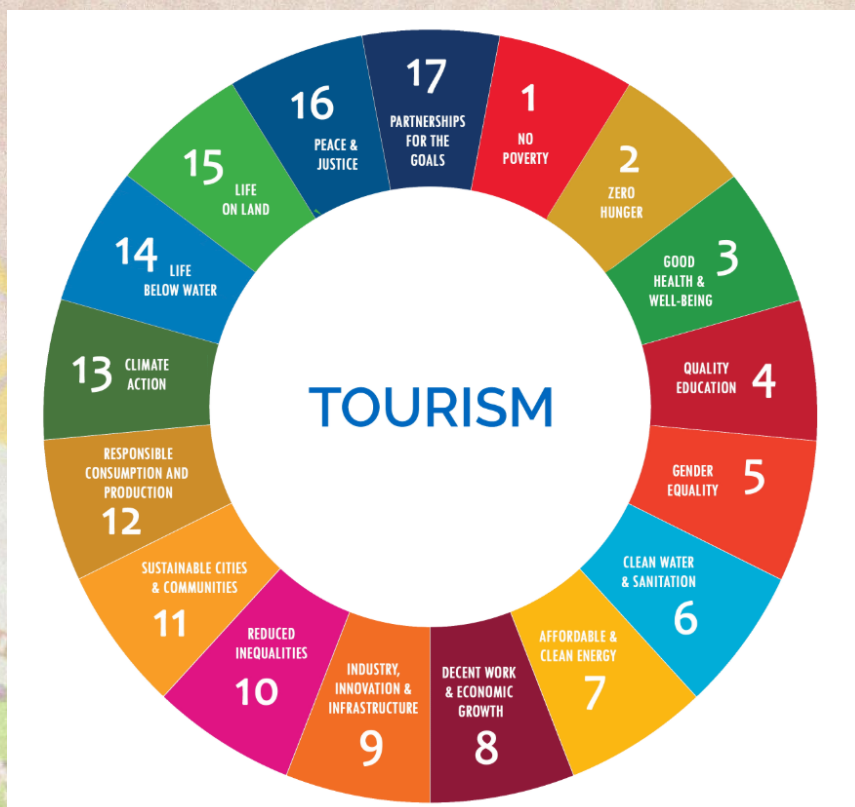 17
PARTNERSHIPS
FOR THE
GOALS
1
NO
POVERTY
2
ZERO
HUNGER
3
GOOD
HEALTH &
WELL-BEING
4
QUALITY
EDUCATION
5
GENDER
EQUALITY
CLEAN WATER
& SANITATION
6
AFFORDABLE &
CLEAN ENERGY
7
DECENT WORK
& ECONOMIC
GROWTH
8
INDUSTRY,
INNOVATION &
INFRASTRUCTURE
9
REDUCED
INEQUALITIES
10
SUSTAINABLE CITIES
& COMMUNITIES
11
RESPONSIBLE
CONSUMPTION AND
PRODUCTION
12
13
CLIMATE
ACTION
14
LIFE
BELOW WATER
15
LIFE
ON LAND
16
PEACE &
JUSTICE
TOURISM